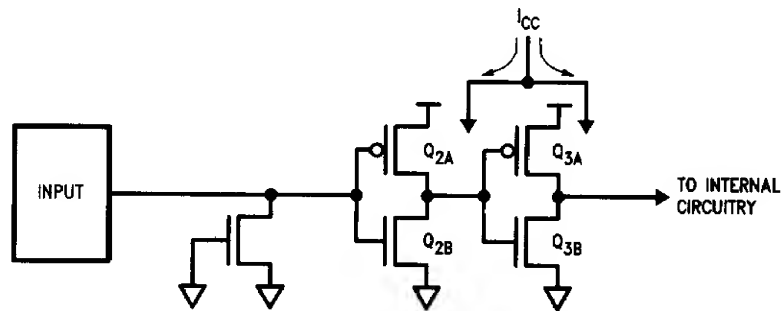 ICC
Q2A
Q3A
INPUT
TO INTERNAL
CIRCUITRY
Q2B
Q3B